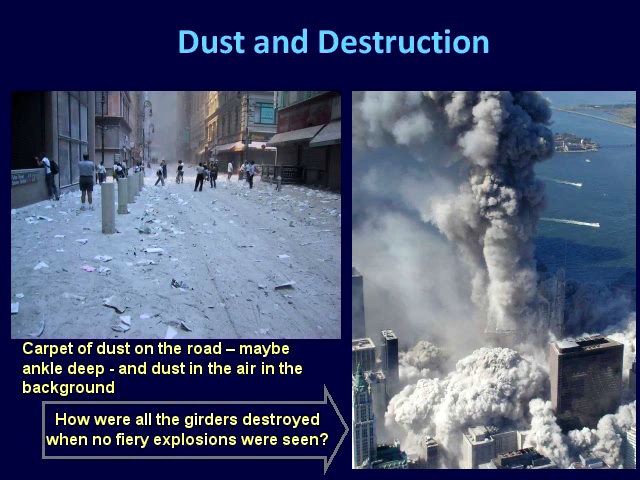 Dust and Destruction
Carpet of dust on the road – maybe
ankle deep - and dust in the air in the
background
How were all the girders destroyed
when no fiery explosions were seen?